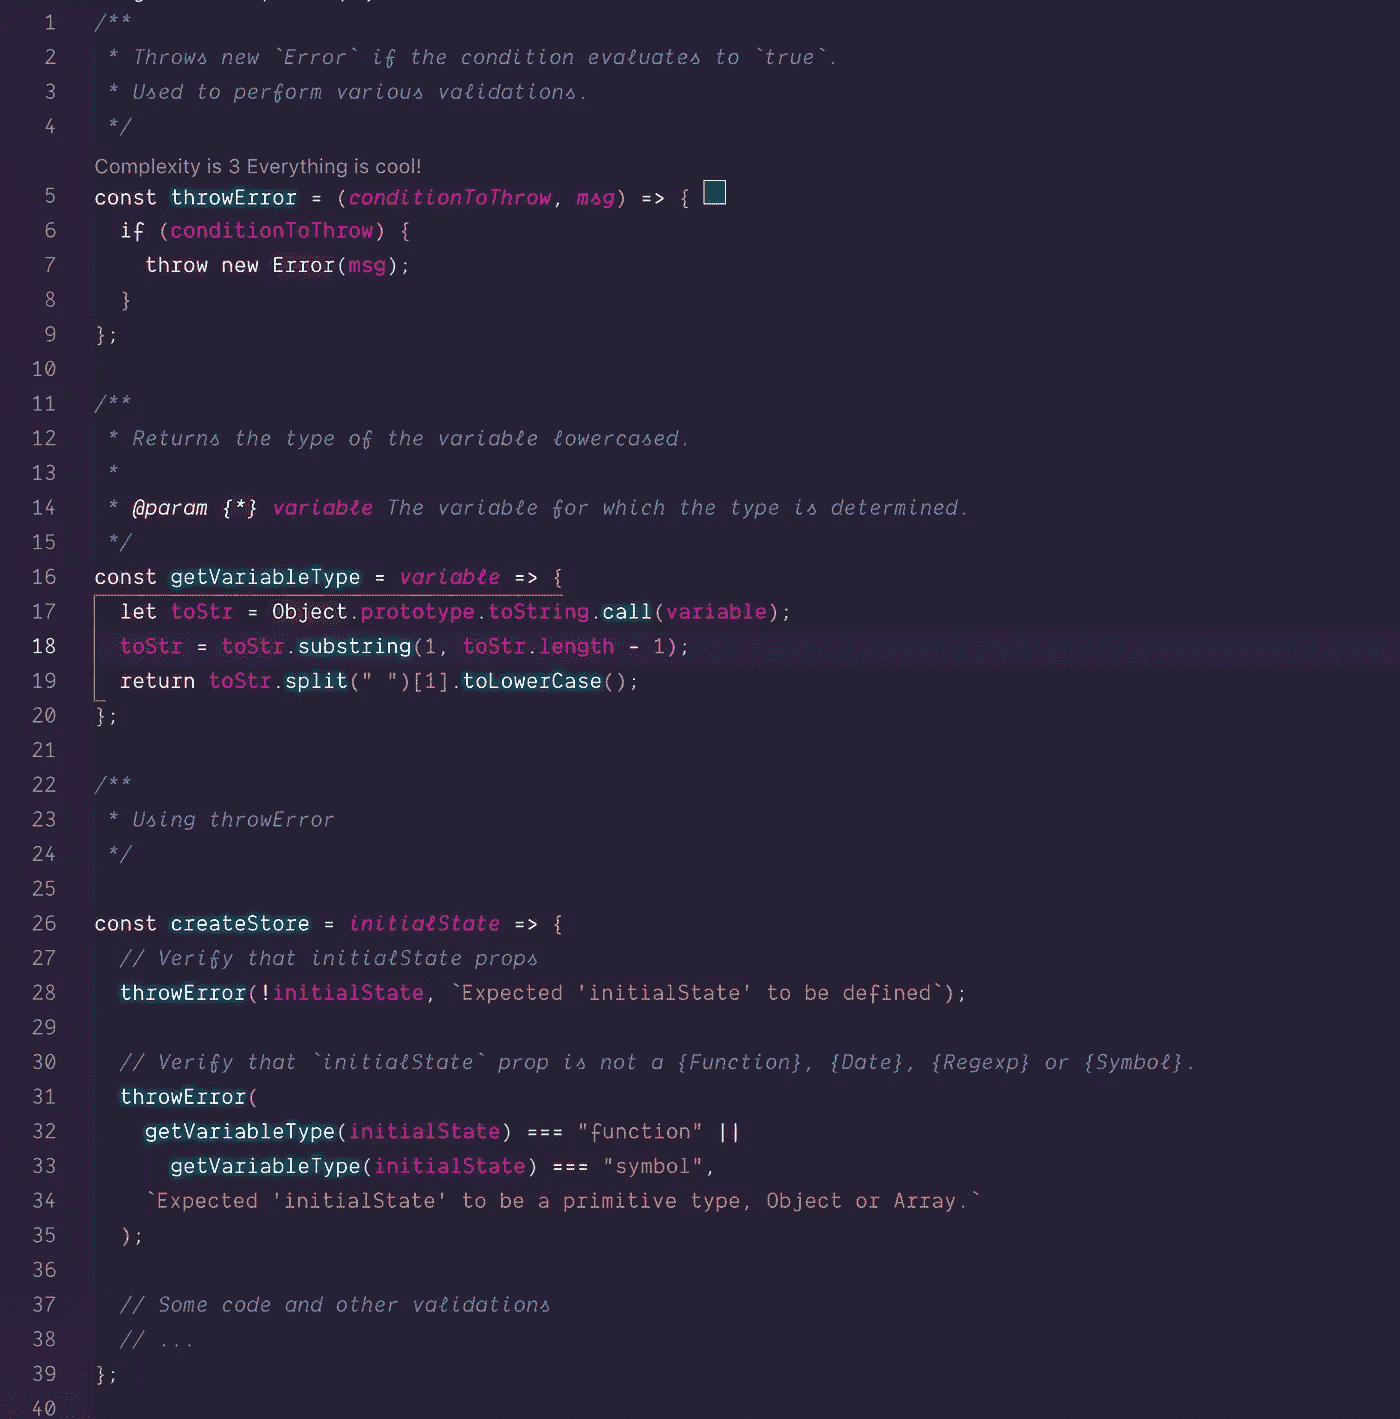 1 /**
2  * Throws new `Error` if the condition evaluates to `true`.
3  * Used to perform various validations.
4  */
Complexity is 3 Everything is cool!
5 const throwError = (conditionToThrow, msg) => {
6   if (conditionToThrow) {
7     throw new Error(msg);
8   }
9 };
10
11 /**
12  * Returns the type of the variable lowercased.
13  *
14  * @param {*} variable The variable for which the type is determined.
15  */
16 const getVariableType = variable => {
17   let toStr = Object.prototype.toString.call(variable);
18   toStr = toStr.substring(1, toStr.length - 1);
19   return toStr.split(" ")[1].toLowerCase();
20 };
21
22 /**
23  * Using throwError
24  */
25
26 const createStore = initialState => {
27   // Verify that initialState props
28   throwError(!initialState, `Expected 'initialState' to be defined`);
29
30   // Verify that `initialState` prop is not a {Function}, {Date}, {Regexp} or {Symbol}.
31   throwError(
32     getVariableType(initialState) === "function" ||
33       getVariableType(initialState) === "symbol",
34     `Expected 'initialState' to be a primitive type, Object or Array.`
35   );
36
37   // Some code and other validations
38   // ...
39 };
40